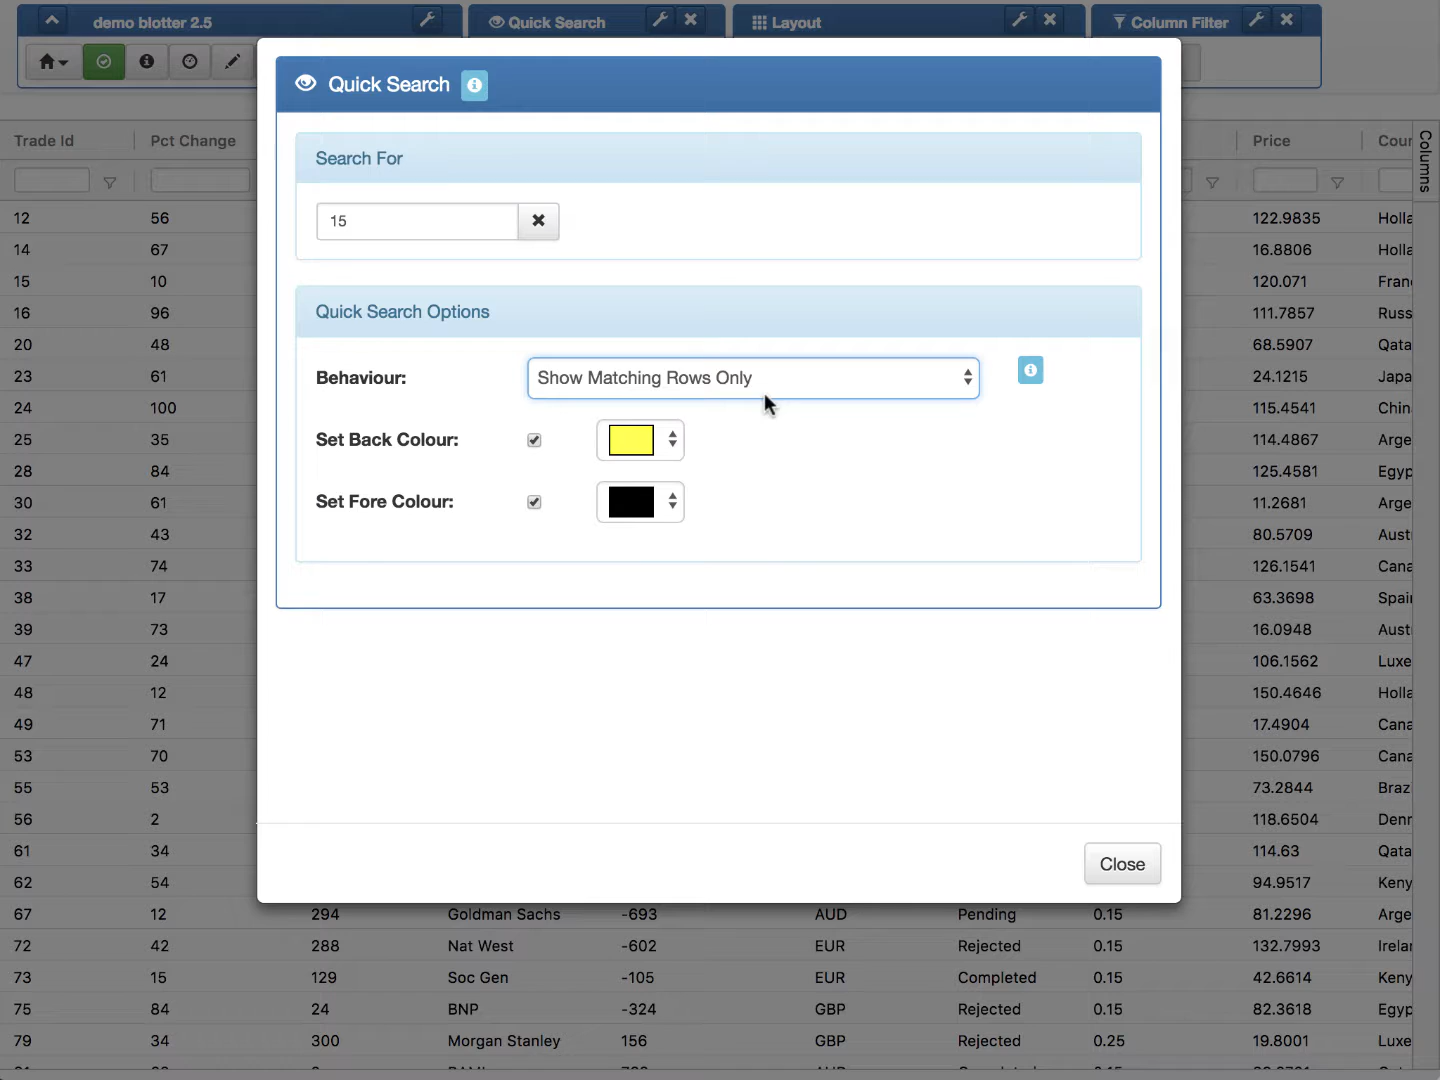 demo blotter 2.5
Quick Search
Layout
Column Filter
Quick Search
Search For
15
Quick Search Options
Behaviour: Show Matching Rows Only
Set Back Colour:
Set Fore Colour:
Close
Columns
Trade Id Pct Change Price Cour
12 56 122.9835 Holla
14 67 16.8806 Holla
15 10 120.071 Fran
16 96 111.7857 Russ
20 48 68.5907 Qata
23 61 24.1215 Japa
24 100 115.4541 Chin
25 35 114.4867 Arge
28 84 125.4581 Egyp
30 61 11.2681 Arge
32 43 80.5709 Aust
33 74 126.1541 Cana
38 17 63.3698 Spai
39 73 16.0948 Aust
47 24 106.1562 Luxe
48 12 150.4646 Holla
49 71 17.4904 Cana
53 70 150.0796 Cana
55 53 73.2844 Braz
56 2 118.6504 Denn
61 34 114.63 Qata
62 54 94.9517 Keny
67 12 294 Goldman Sachs -693 AUD Pending 0.15 81.2296 Arge
72 42 288 Nat West -602 EUR Rejected 0.15 132.7993 Irelar
73 15 129 Soc Gen -105 EUR Completed 0.15 42.6614 Keny
75 84 24 BNP -324 GBP Rejected 0.15 82.3618 Egyp
79 34 300 Morgan Stanley 156 GBP Rejected 0.25 19.8001 Luxe